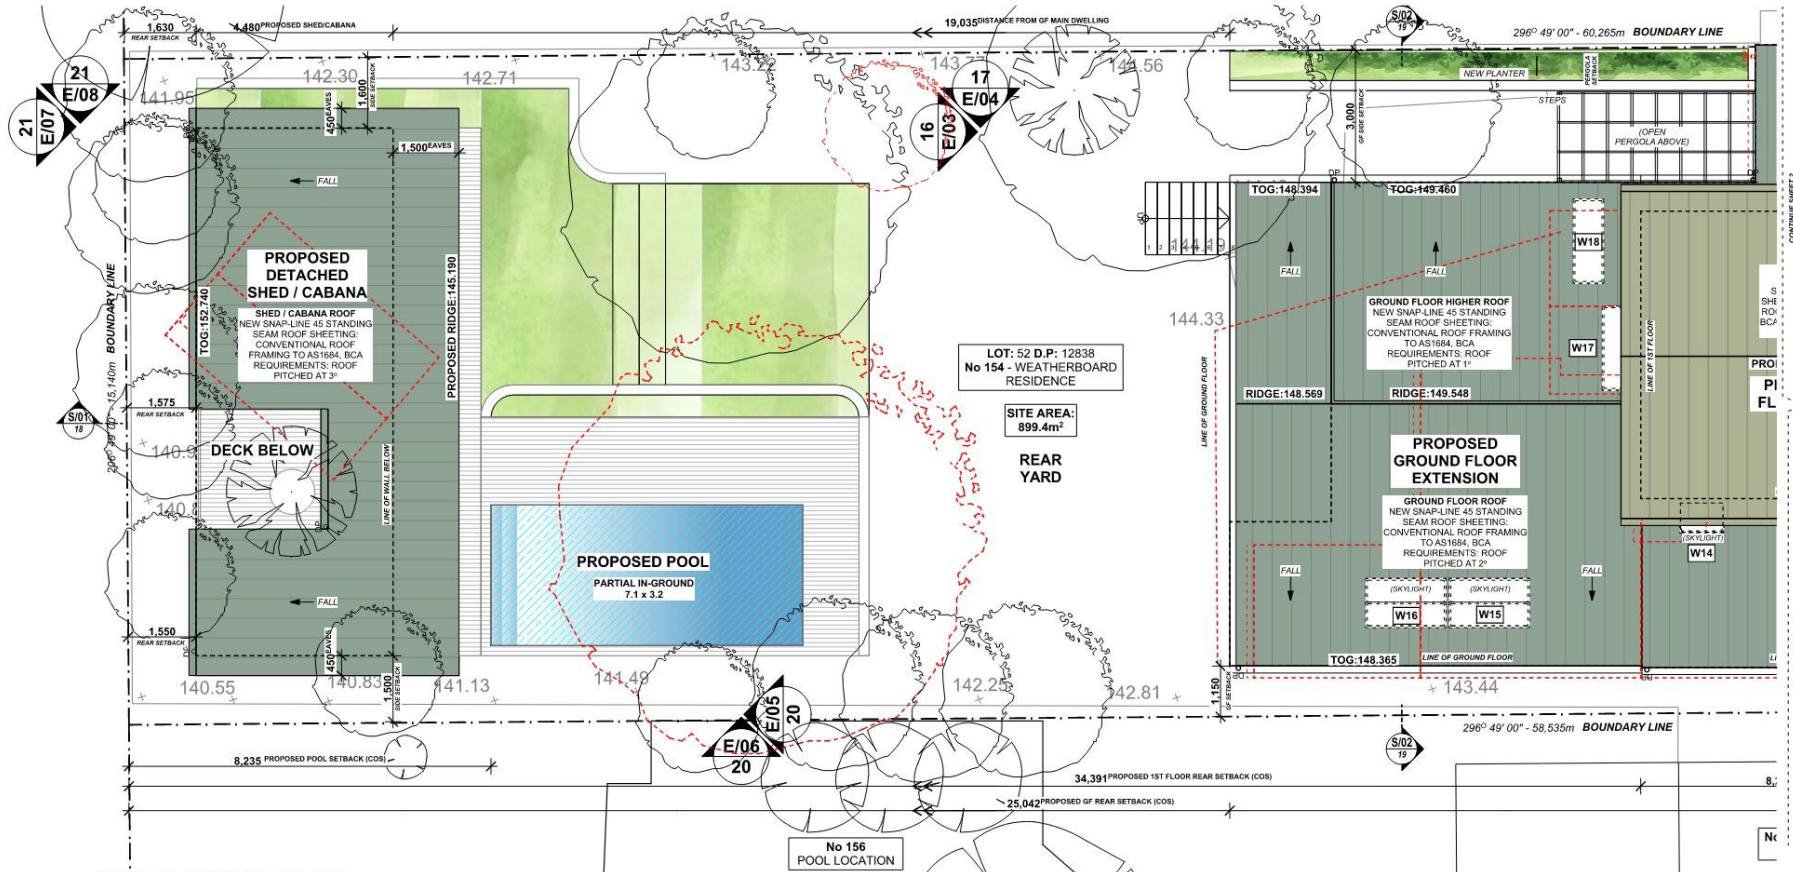 1,630
REAR SETBACK
4,480 PROPOSED SHED/CABANA
19,035 DISTANCE FROM GF MAIN DWELLING
S/02
19
296° 49' 00" - 60,265m BOUNDARY LINE
21
E/08
21
E/07
141.95
142.30
142.71
1,600
SIDE SETBACK
450 EAVES
1,500 EAVES
17
E/04
16
E/03
NEW PLANTER
PERGOLA
SETBACK
STEPS
3,000
GF SIDE SETBACK
(OPEN
PERGOLA ABOVE)
CONTINUE SHEET 2
FALL
DP
TOG:148.394
TOG:149.460
W18
FALL
FALL
PROPOSED
DETACHED
SHED / CABANA
SHED / CABANA ROOF
NEW SNAP-LINE 45 STANDING
SEAM ROOF SHEETING:
CONVENTIONAL ROOF
FRAMING TO AS1684, BCA
REQUIREMENTS: ROOF
PITCHED AT 3º
TOG:152.740
PROPOSED RIDGE:145.190
BOUNDARY LINE
15,140m
144.33
GROUND FLOOR HIGHER ROOF
NEW SNAP-LINE 45 STANDING
SEAM ROOF SHEETING:
CONVENTIONAL ROOF FRAMING
TO AS1684, BCA
REQUIREMENTS: ROOF
PITCHED AT 1º
W17
LINE OF 1ST FLOOR
LINE OF GROUND FLOOR
LOT: 52 D.P: 12838
No 154 - WEATHERBOARD
RESIDENCE
SITE AREA:
899.4m²
REAR
YARD
RIDGE:148.569
RIDGE:149.548
1,575
REAR SETBACK
S/01
18
DECK BELOW
LINE OF WALL BELOW
DP
PROPOSED
GROUND FLOOR
EXTENSION
GROUND FLOOR ROOF
NEW SNAP-LINE 45 STANDING
SEAM ROOF SHEETING:
CONVENTIONAL ROOF FRAMING
TO AS1684, BCA
REQUIREMENTS: ROOF
PITCHED AT 2º
(SKYLIGHT)
W14
PROPOSED POOL
PARTIAL IN-GROUND
7.1 x 3.2
FALL
FALL
FALL
(SKYLIGHT)
(SKYLIGHT)
W16
W15
1,550
REAR SETBACK
450 EAVES
1,500
SIDE SETBACK
TOG:148.365
LINE OF GROUND FLOOR
140.55
140.83
141.13
141.49
142.25
142.81
143.44
1,150
GF SETBACK
E/05
20
E/06
20
296° 49' 00" - 58,535m BOUNDARY LINE
S/02
19
8,235 PROPOSED POOL SETBACK (COS)
34,391 PROPOSED 1ST FLOOR REAR SETBACK (COS)
25,042 PROPOSED GF REAR SETBACK (COS)
No 156
POOL LOCATION